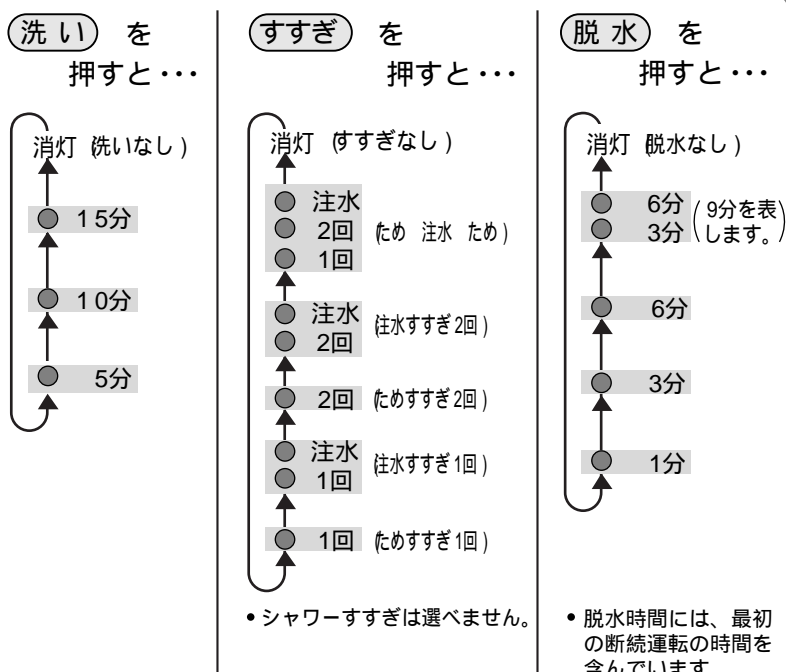 洗い を
押すと・・・
消灯（洗いなし）
15分
10分
5分
すすぎ を
押すと・・・
消灯（すすぎなし）
注水
2回（ため 注水 ため）
1回
注水
2回（注水すすぎ2回）
2回（ためすすぎ2回）
注水
1回（注水すすぎ1回）
1回（ためすすぎ1回）
• シャワーすすぎは選べません。
脱水 を
押すと・・・
消灯（脱水なし）
6分（9分を表
3分 します。）
6分
3分
1分
• 脱水時間には、最初
の断続運転の時間を
含んでいます